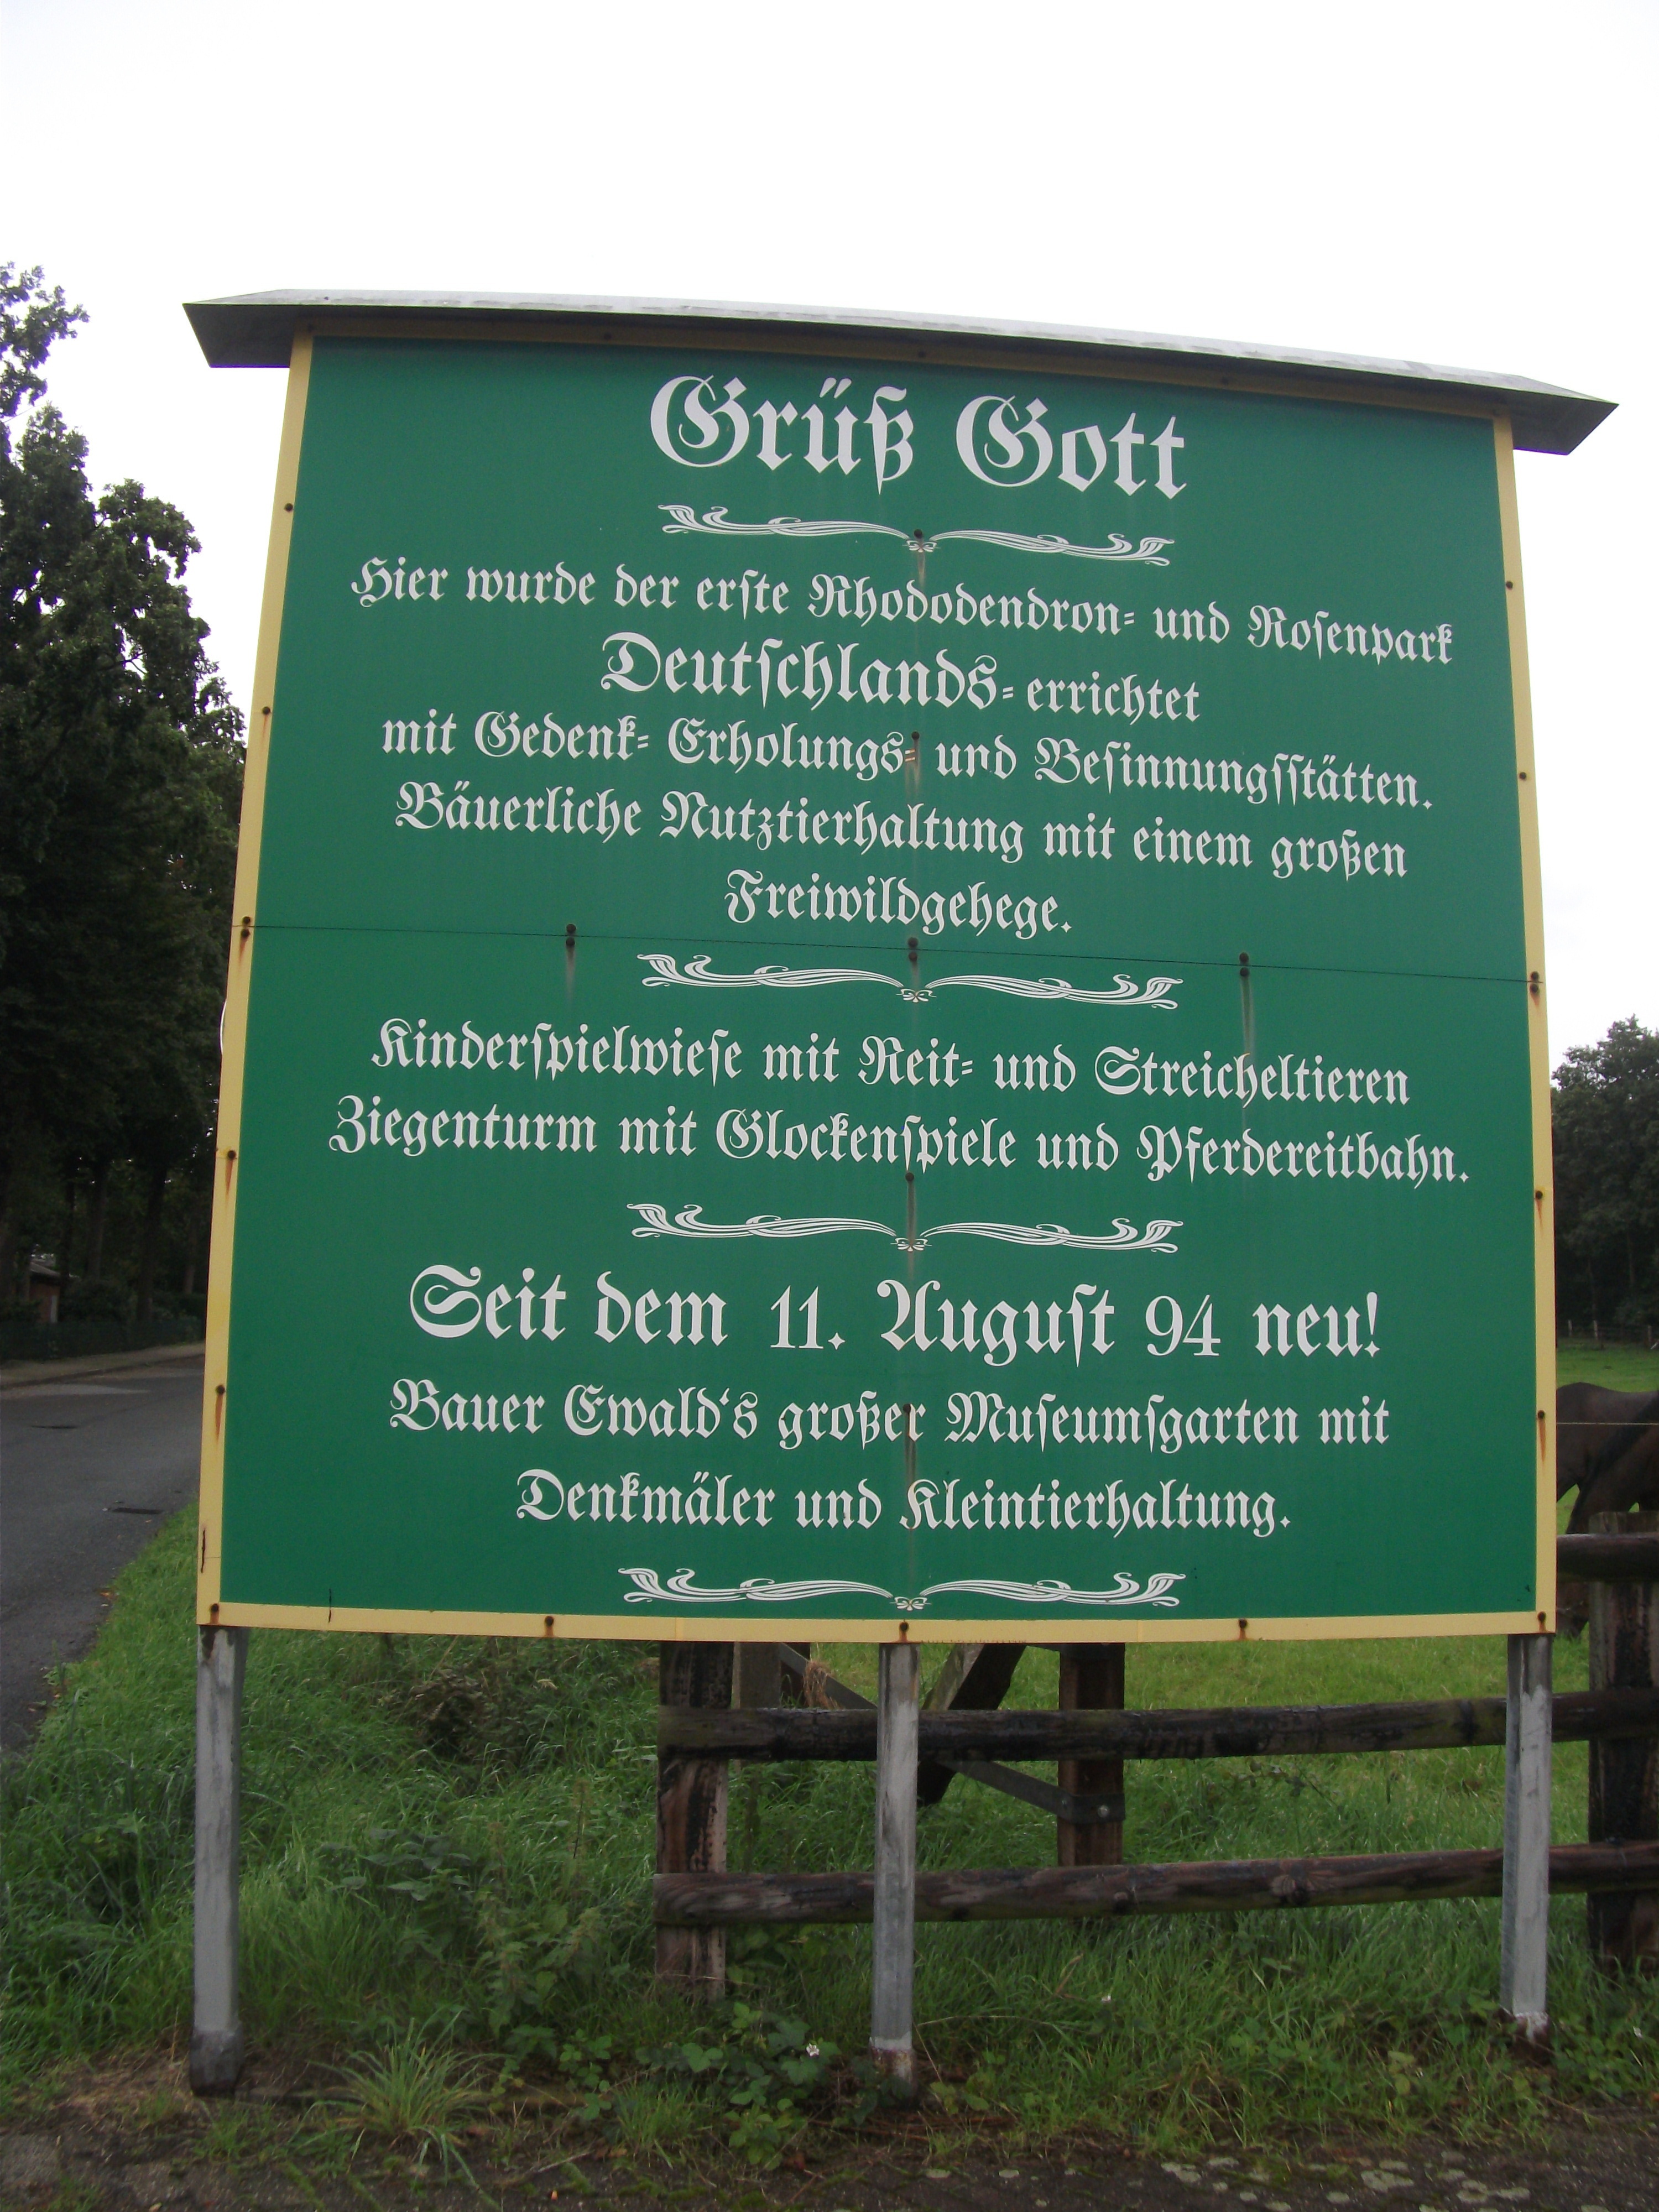 Grüß Gott
Hier wurde der erſte Rhododendron- und Roſenpark
Deutſchlands- errichtet
mit Gedenk- Erholungs- und Beſinnungsſtätten.
Bäuerliche Nutztierhaltung mit einem großen
Freiwildgehege.
Kinderſpielwieſe mit Reit- und Streicheltieren
Ziegenturm mit Glockenſpiele und Pferdereitbahn.
Seit dem 11. Auguſt 94 neu!
Bauer Ewald's großer Muſeumſgarten mit
Denkmäler und Kleintierhaltung.